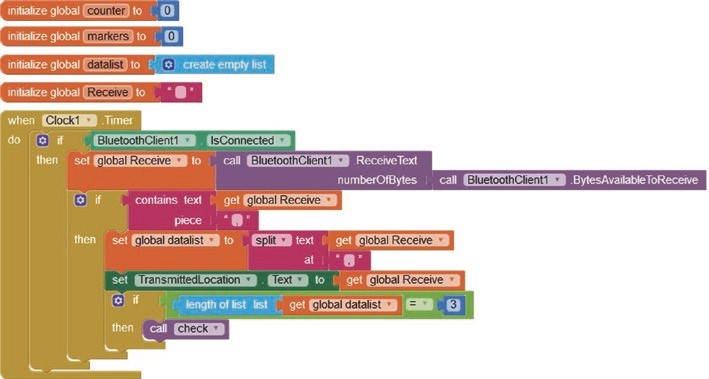 initialize global counter to 0
initialize global markers to 0
initialize global datalist to create empty list
initialize global Receive to " "
when Clock1 .Timer
do if BluetoothClient1 . IsConnected
then set global Receive to call BluetoothClient1 .ReceiveText
numberOfBytes call BluetoothClient1 .BytesAvailableToReceive
if contains text get global Receive
piece " , "
then set global datalist to split text get global Receive
at " , "
set TransmittedLocation . Text to get global Receive
if length of list list get global datalist = 3
then call check